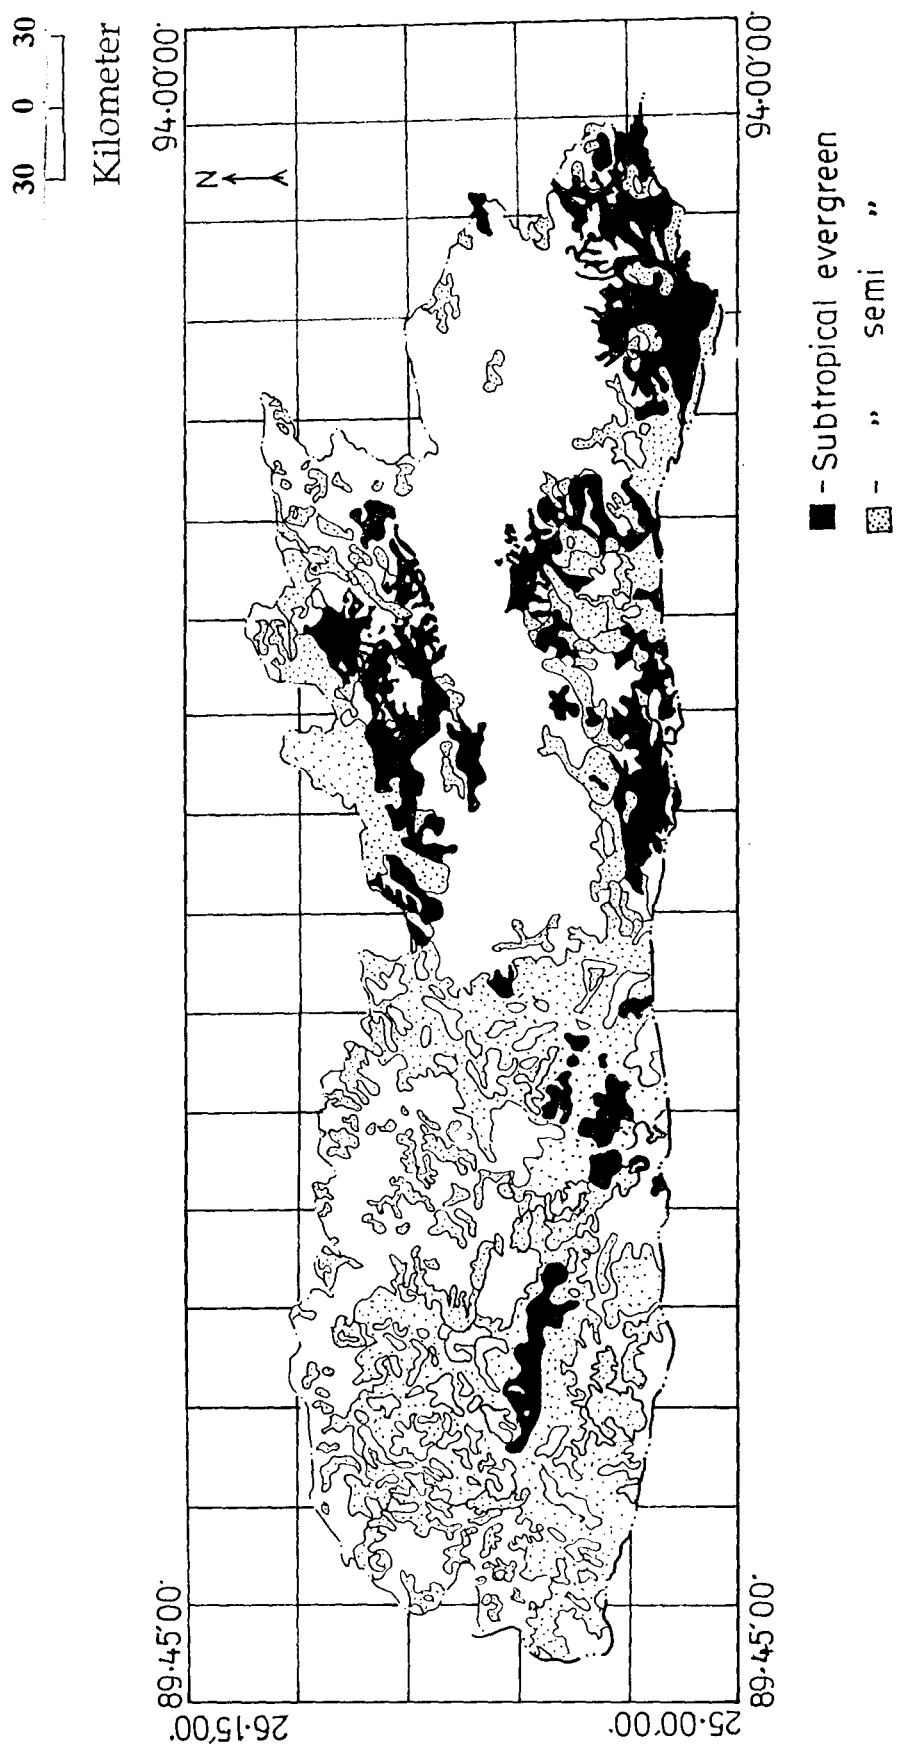 30 0 30
Kilometer
94·00'00'
N
94·00'00'
89·45'00'
89·45'00'
26·15'00'
25·00'00'
- Subtropical evergreen
- " semi "